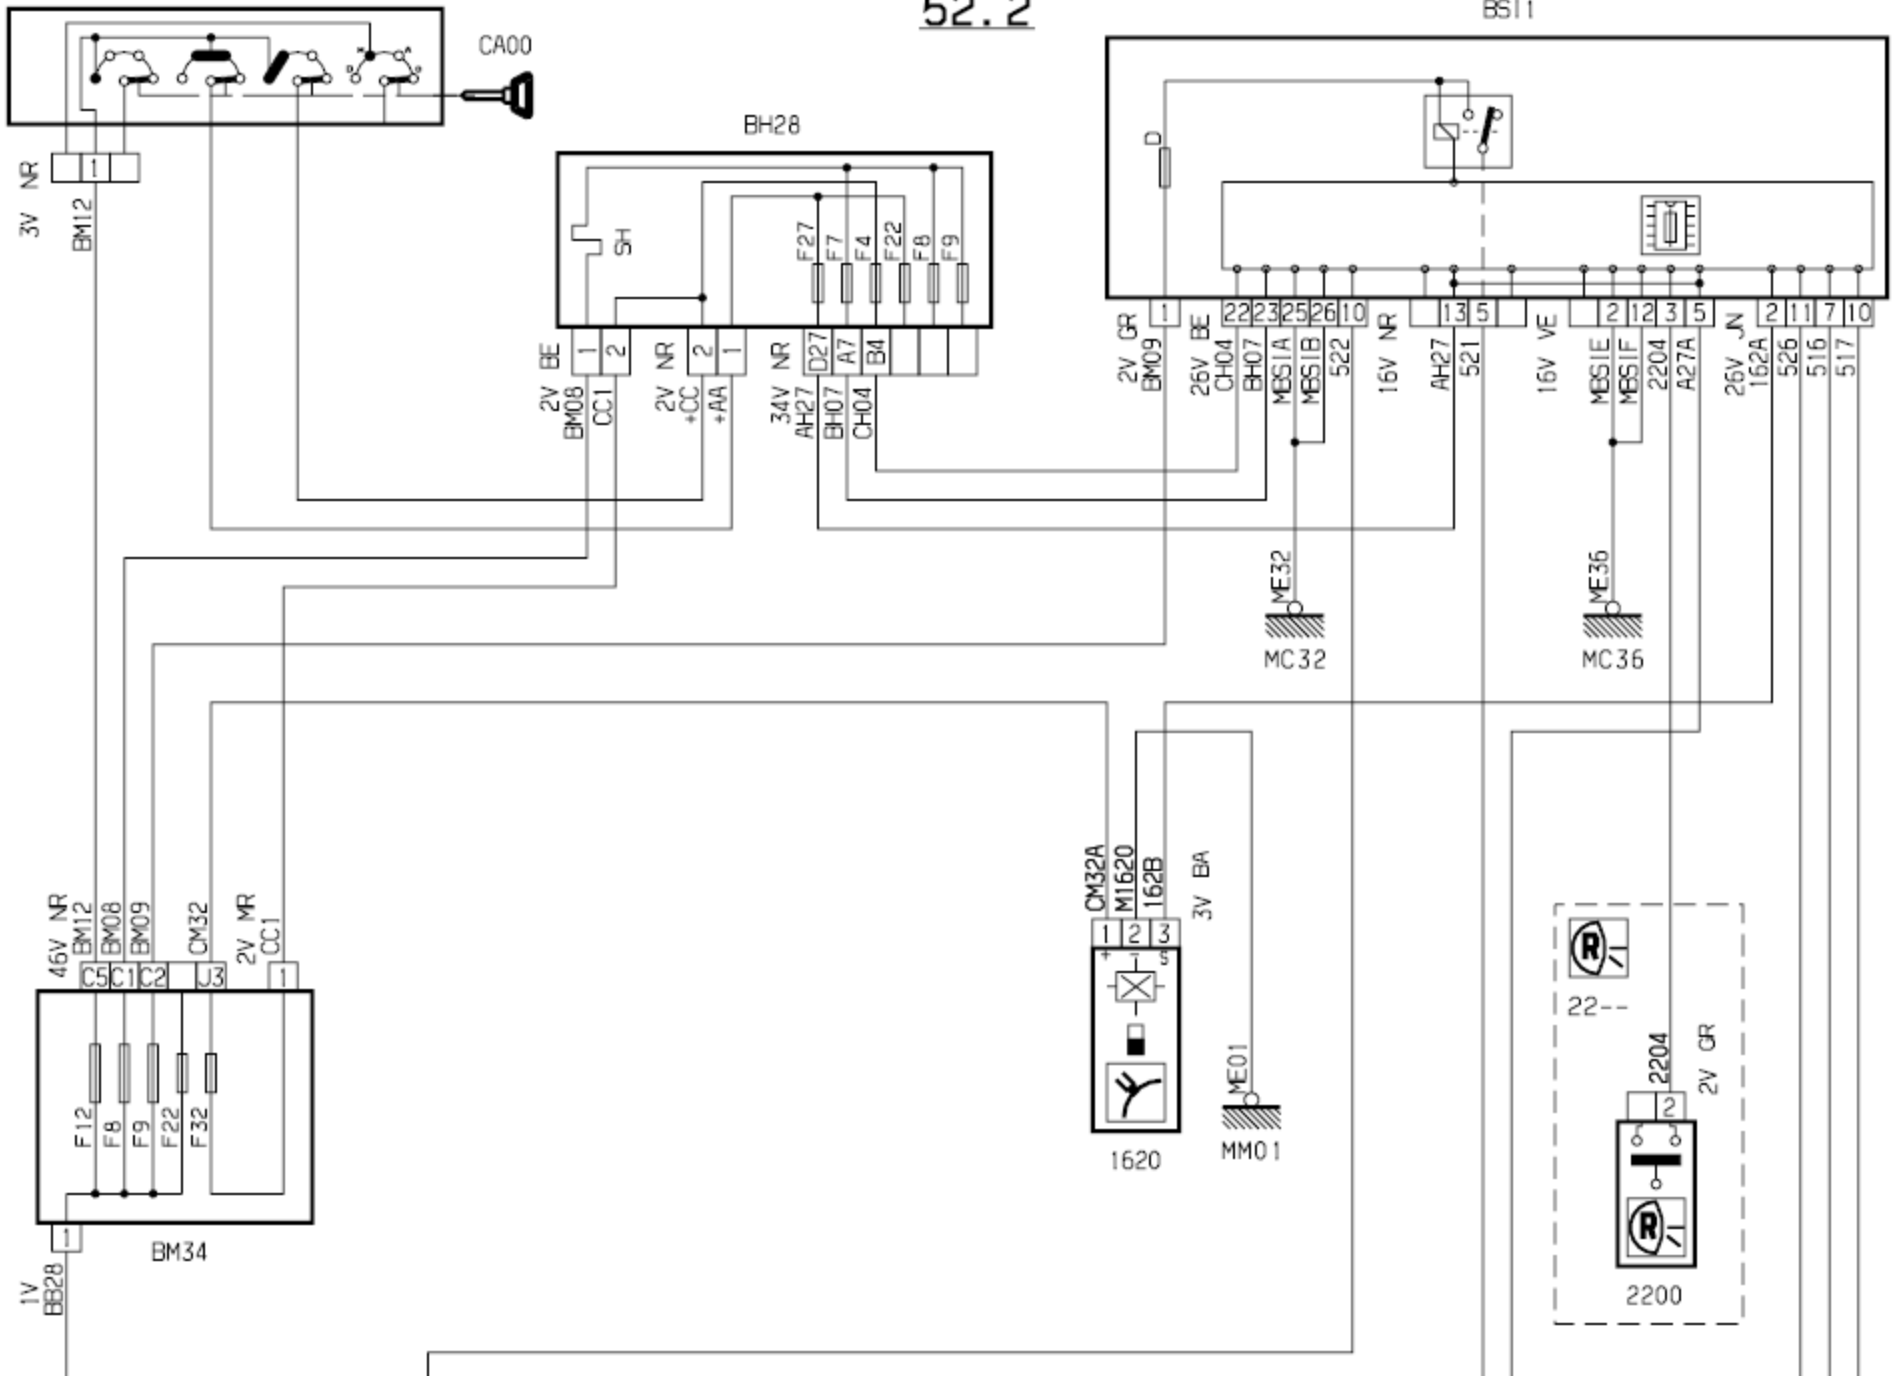 52.2
BSI1
CA00
BH28
D
3V NR
1
BM12
SH
F27 F7 F4 F22 F8 F9
2V BE
1 2
BM08 CC1
2V NR
2 1
+CC +AA
34V NR
D27 A7 B4
AH27 BH07 CH04
2V GR
1
BM09
26V BE
22 23 25 26 10
CH04 BH07 MBS1A MBS1B 522
16V NR
13 5
AH27 521
16V VE
2 12 3 5
MBS1E MBS1F 2204 A27A
26V JN
2 11 7 10
162A 526 516 517
ME32
MC32
ME36
MC36
46V NR
BM12 BM08 BM09 CM32
2V MR
CC1
C5 C1 C2 J3 1
F12 F8 F9 F22 F32
1
BM34
1V
BB28
CM32A M1620 162B
3V BA
1 2 3
+ - S
1620
ME01
MM01
R
22--
2204
2V GR
2
R
2200